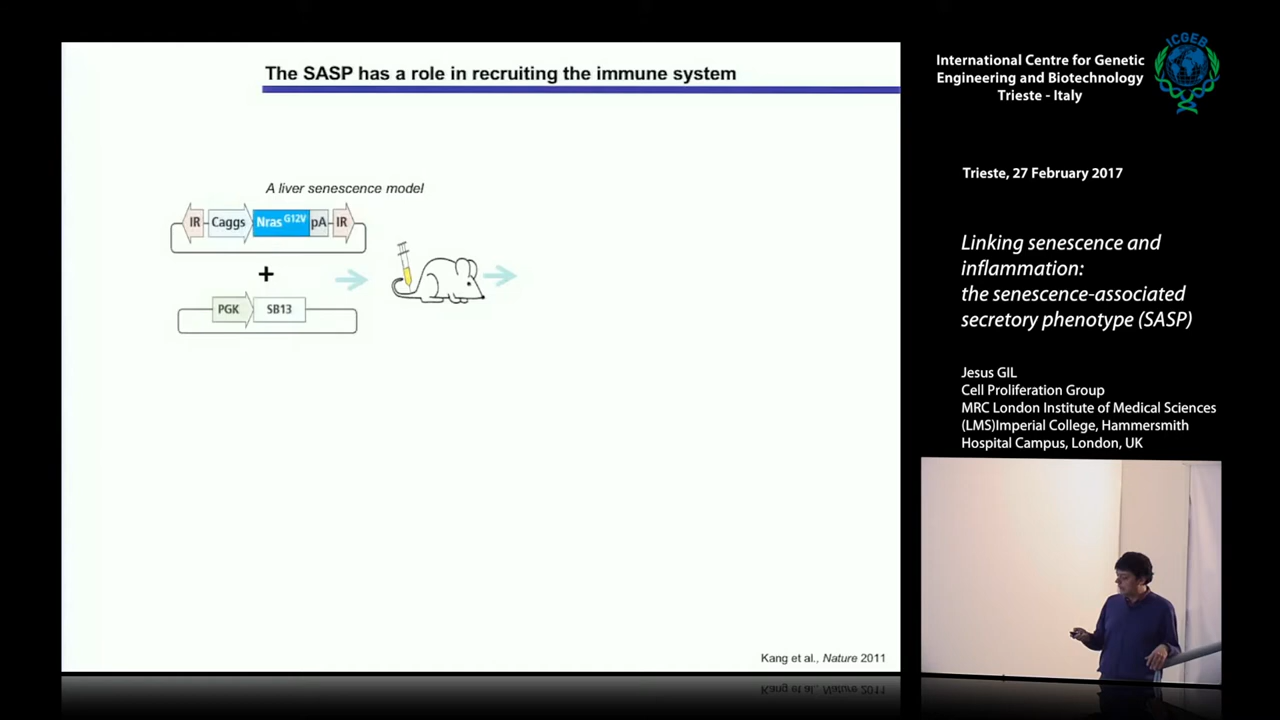 The SASP has a role in recruiting the immune system
A liver senescence model
IR Caggs Nras G12V pA IR
+
PGK SB13
Kang et al., Nature 2011
ICGEB
International Centre for Genetic
Engineering and Biotechnology
Trieste - Italy
Trieste, 27 February 2017
Linking senescence and
inflammation:
the senescence-associated
secretory phenotype (SASP)
Jesus GIL
Cell Proliferation Group
MRC London Institute of Medical Sciences
(LMS)Imperial College, Hammersmith
Hospital Campus, London, UK